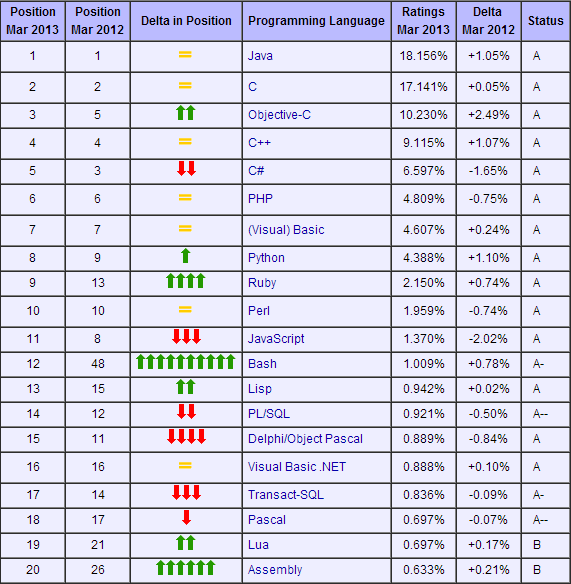 Position Mar 2013 Position Mar 2012 Delta in Position Programming Language Ratings Mar 2013 Delta Mar 2012 Status
1 1 = Java 18.156% +1.05% A
2 2 = C 17.141% +0.05% A
3 5 ↑↑ Objective-C 10.230% +2.49% A
4 4 = C++ 9.115% +1.07% A
5 3 ↓↓ C# 6.597% -1.65% A
6 6 = PHP 4.809% -0.75% A
7 7 = (Visual) Basic 4.607% +0.24% A
8 9 ↑ Python 4.388% +1.10% A
9 13 ↑↑↑↑ Ruby 2.150% +0.74% A
10 10 = Perl 1.959% -0.74% A
11 8 ↓↓↓ JavaScript 1.370% -2.02% A
12 48 ↑↑↑↑↑↑↑↑↑↑ Bash 1.009% +0.78% A-
13 15 ↑↑ Lisp 0.942% +0.02% A
14 12 ↓↓ PL/SQL 0.921% -0.50% A--
15 11 ↓↓↓↓ Delphi/Object Pascal 0.889% -0.84% A
16 16 = Visual Basic .NET 0.888% +0.10% A
17 14 ↓↓↓ Transact-SQL 0.836% -0.09% A-
18 17 ↓ Pascal 0.697% -0.07% A--
19 21 ↑↑ Lua 0.697% +0.17% B
20 26 ↑↑↑↑↑↑ Assembly 0.633% +0.21% B